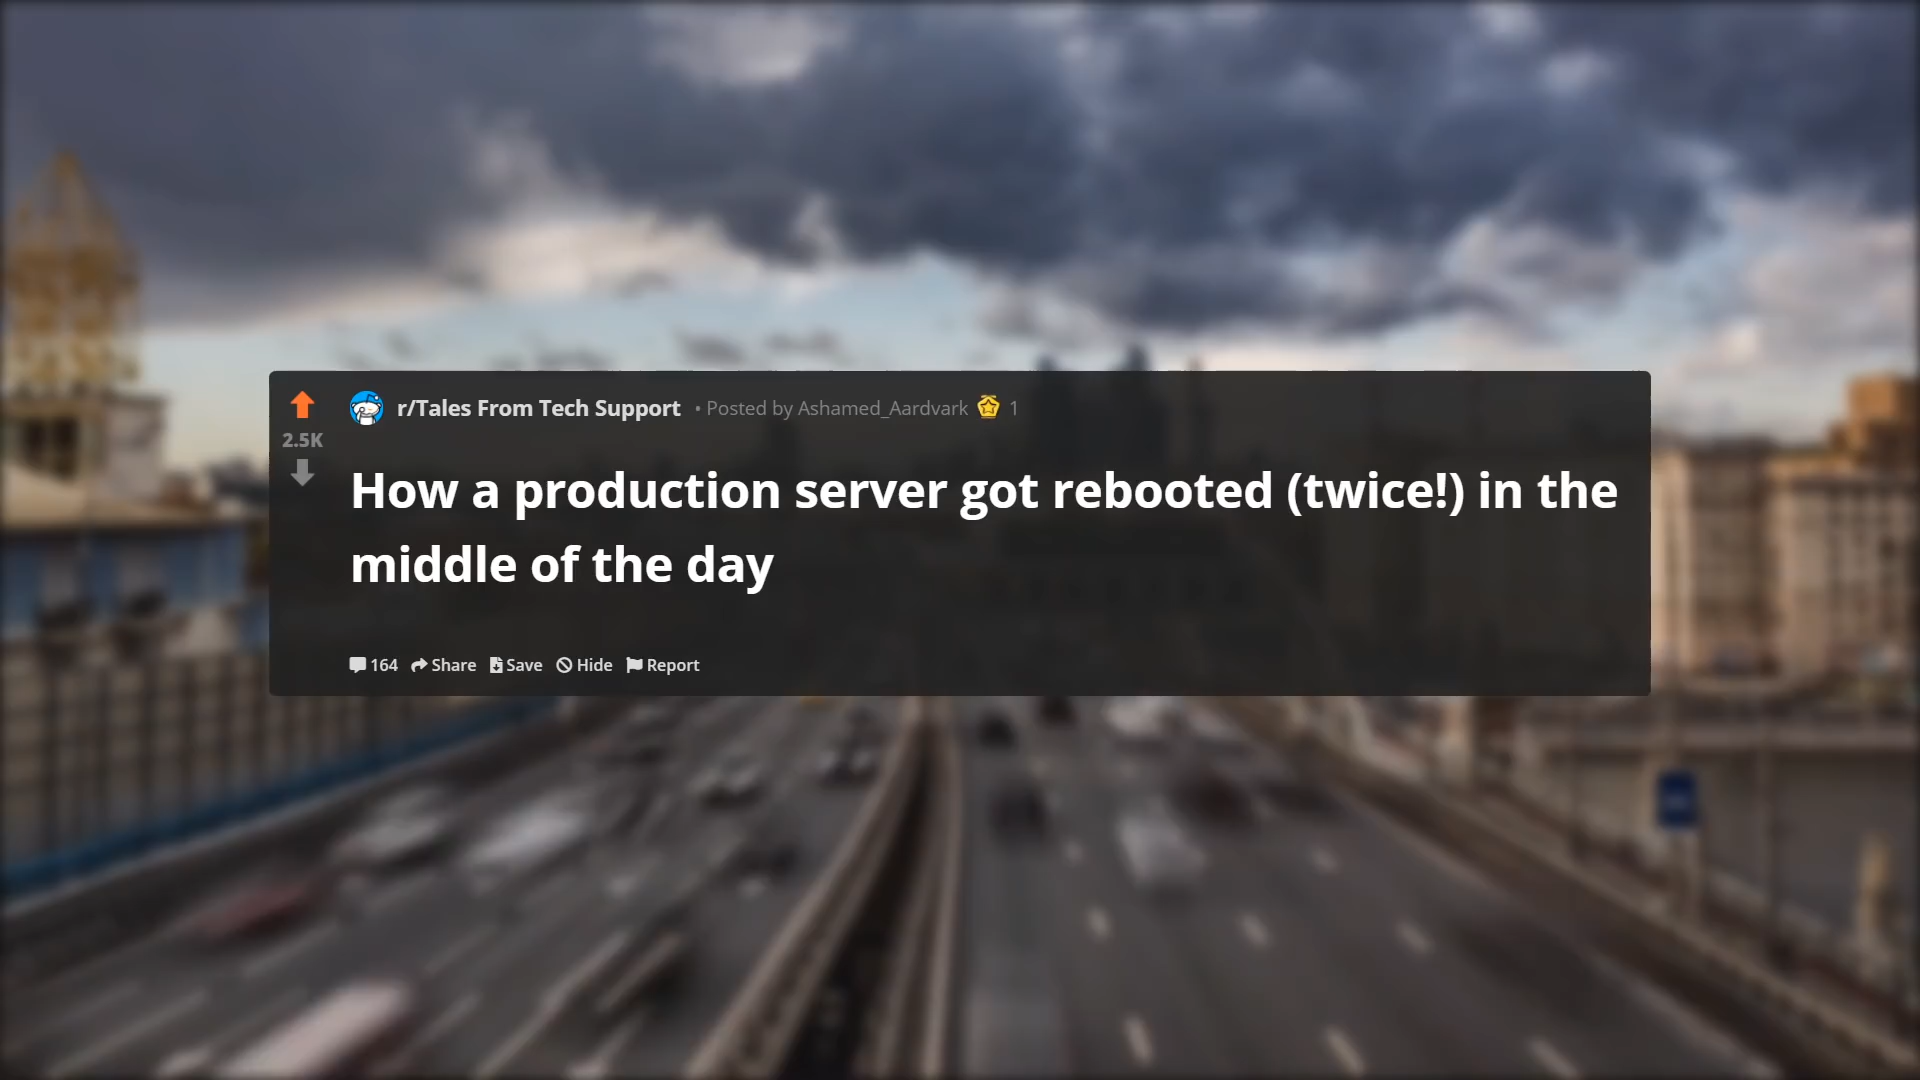 r/Tales From Tech Support • Posted by Ashamed_Aardvark 1
2.5K
How a production server got rebooted (twice!) in the
middle of the day
164 Share Save Hide Report